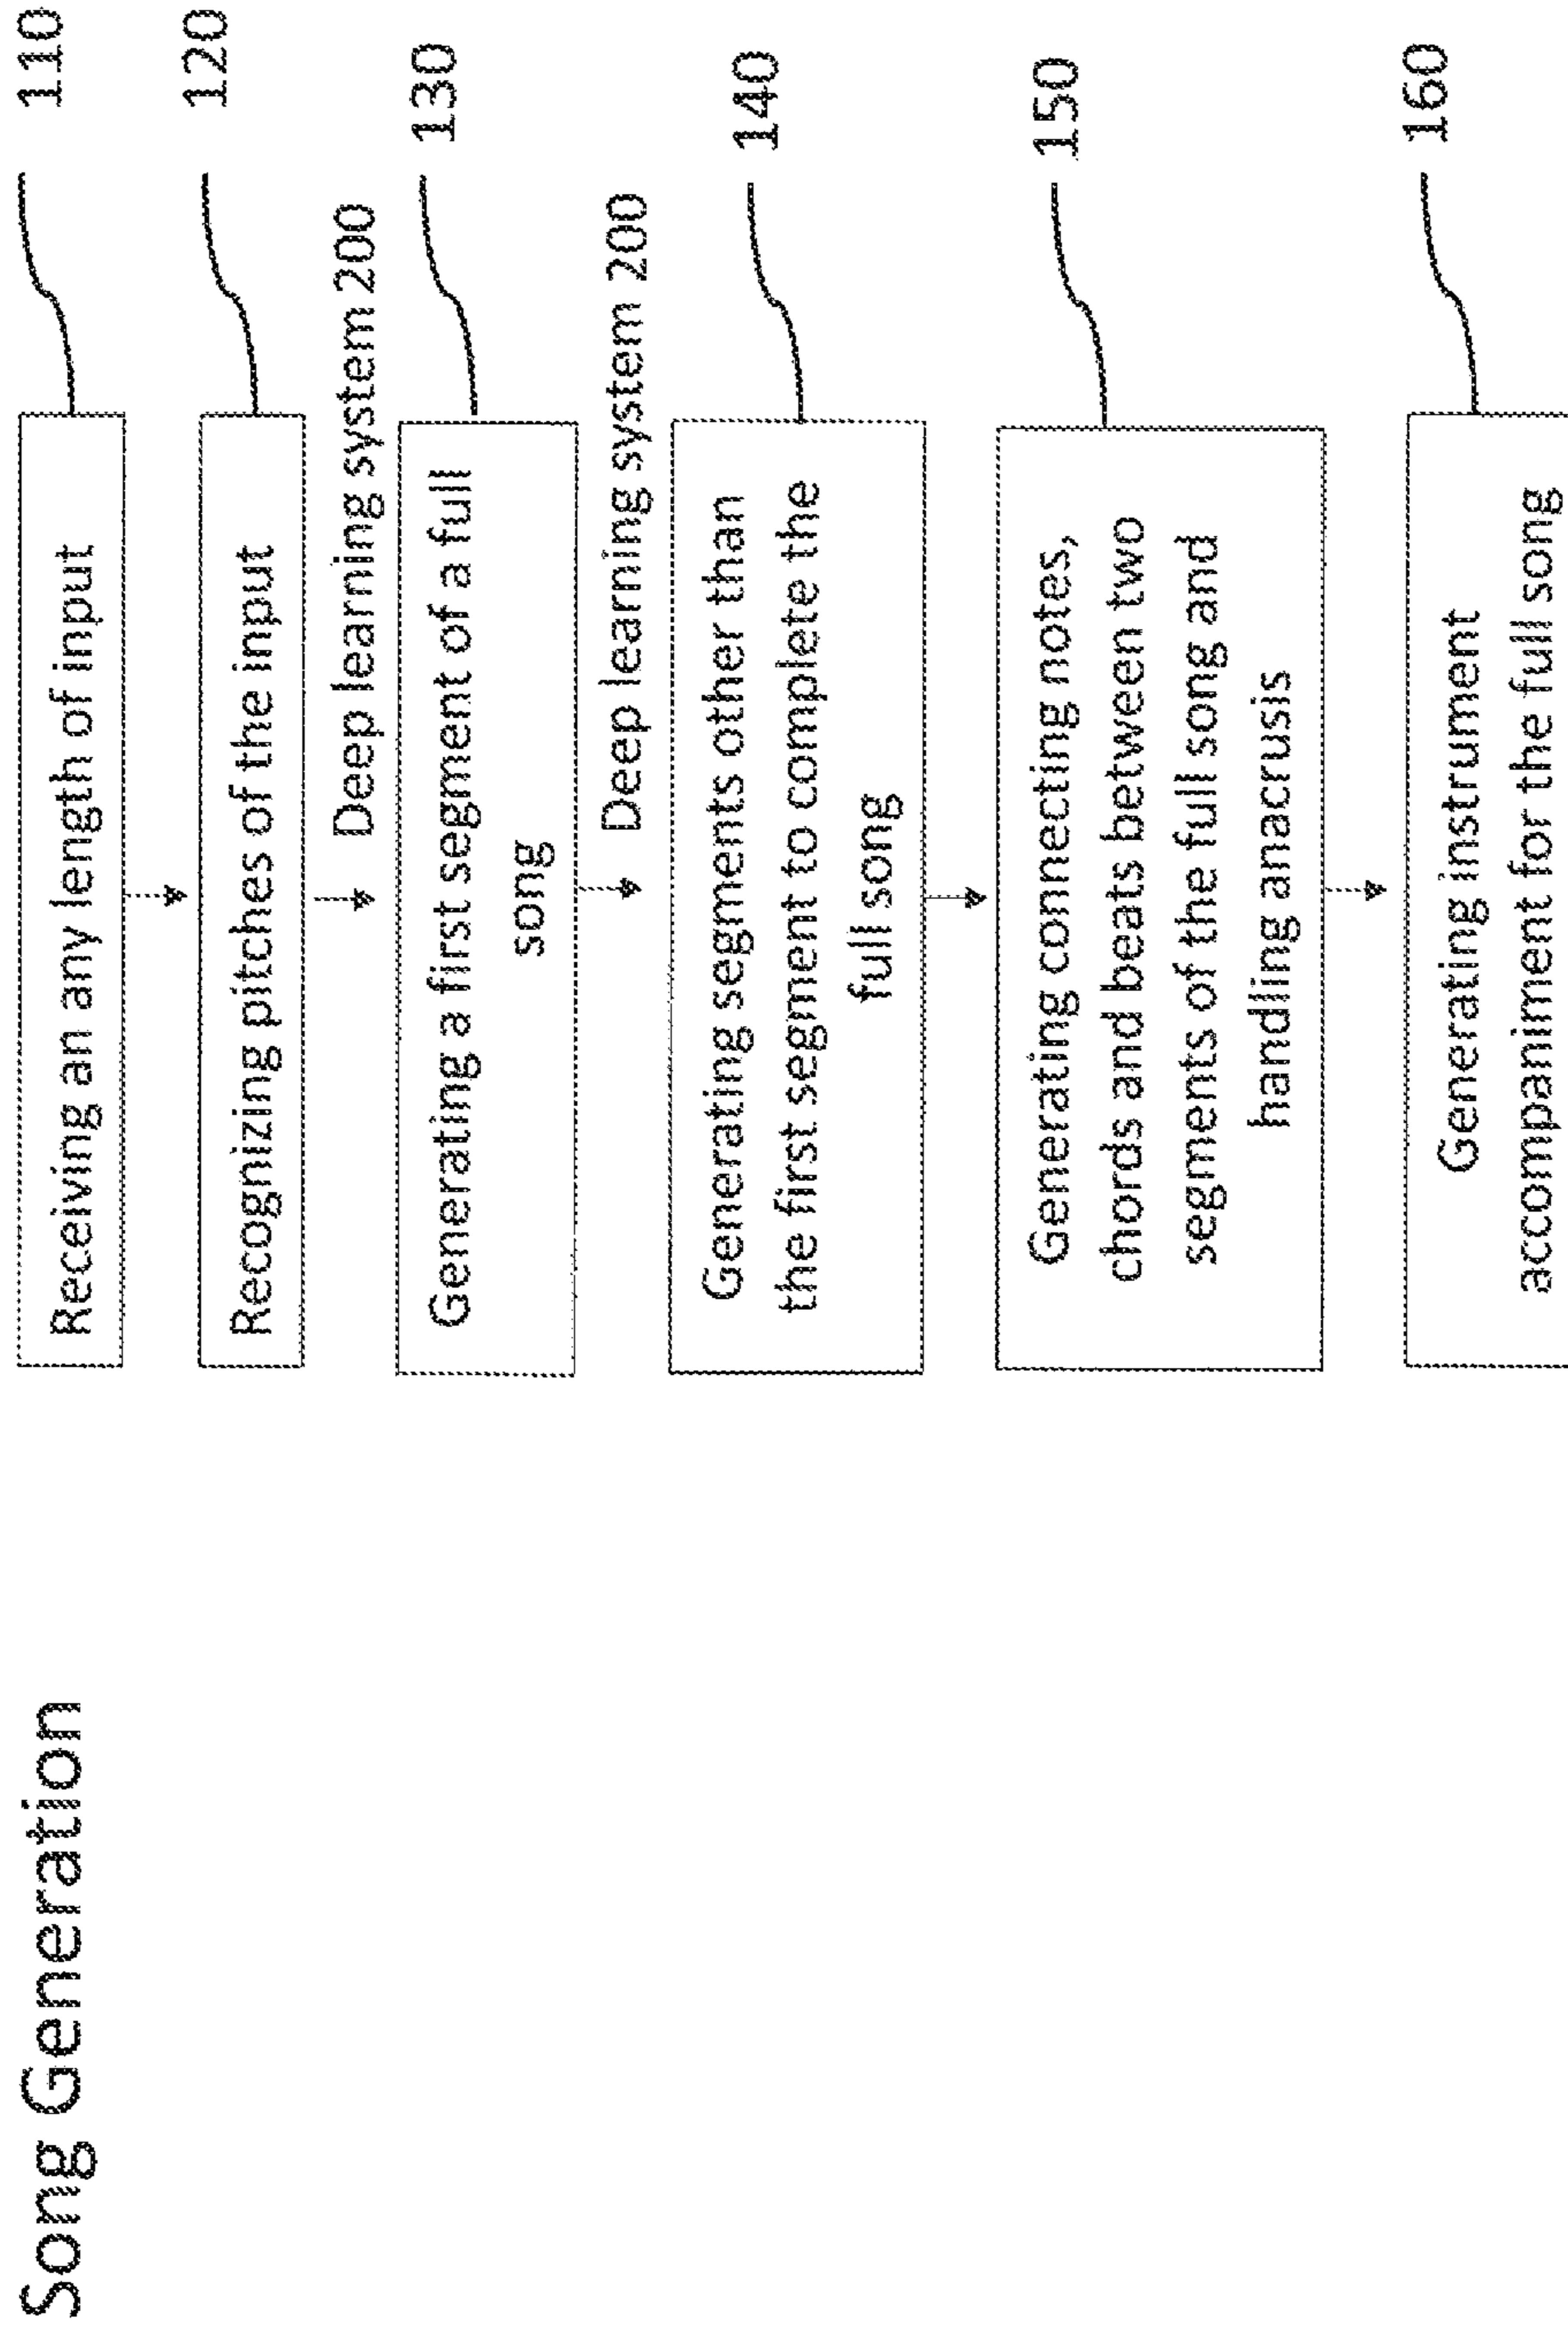 Song Generation
Receiving an any length of input
110
Recognizing pitches of the input
120
Deep learning system 200
Generating a first segment of a full
song
130
Deep learning system 200
Generating segments other than
the first segment to complete the
full song
140
Generating connecting notes,
chords and beats between two
segments of the full song and
handling anacrusis
150
Generating instrument
accompaniment for the full song
160